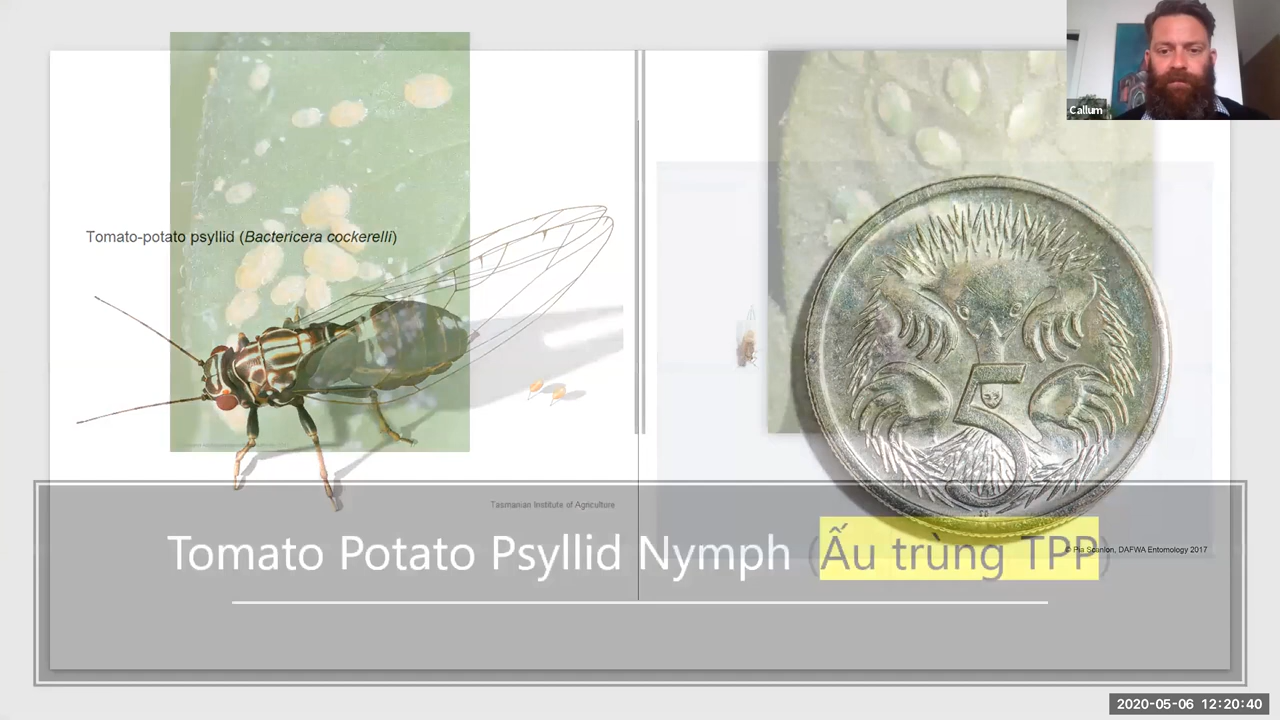 Callum
Tomato-potato psyllid (Bactericera cockerelli)
5
Tasmanian Institute of Agriculture
Tomato Potato Psyllid Nymph (Ấu trùng TPP)
© Pia Scanlon, DAFWA Entomology 2017
2020-05-06 12:20:40